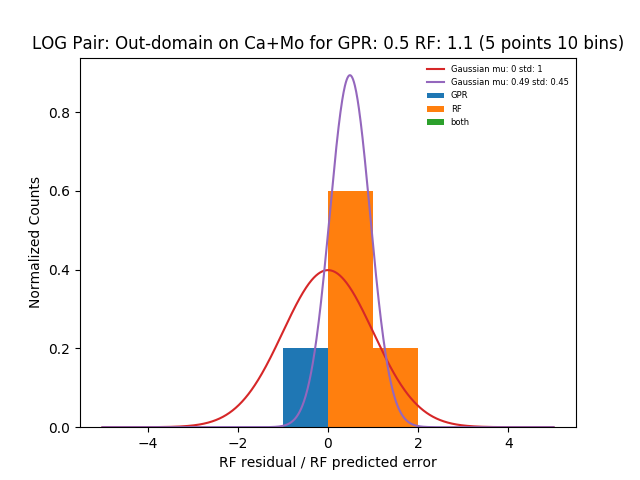 LOG Pair: Out-domain on Ca+Mo for GPR: 0.5 RF: 1.1 (5 points 10 bins)
Gaussian mu: 0 std: 1
Gaussian mu: 0.49 std: 0.45
GPR
RF
both
Normalized Counts
0.8
0.6
0.4
0.2
0.0
−4 −2 0 2 4
RF residual / RF predicted error